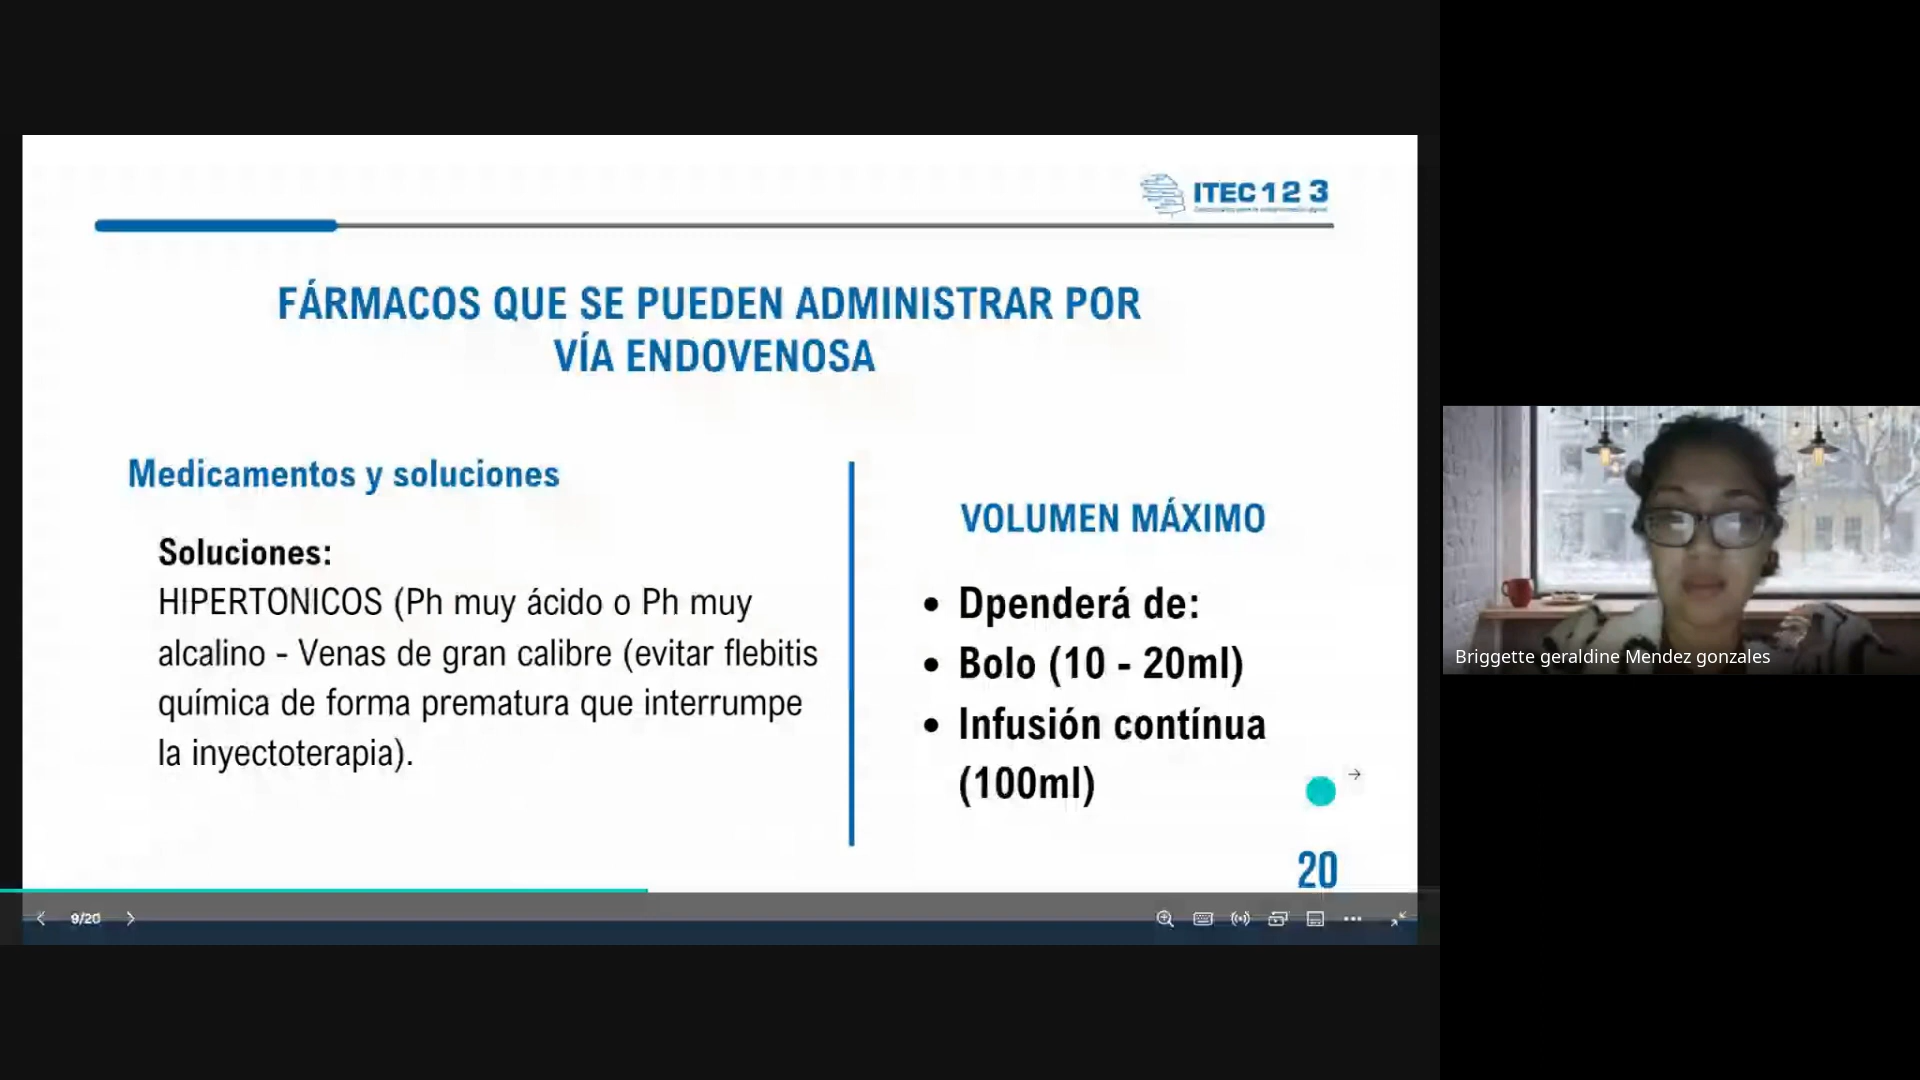 ITEC 1 2 3
FÁRMACOS QUE SE PUEDEN ADMINISTRAR POR
VÍA ENDOVENOSA
Medicamentos y soluciones
Soluciones:
HIPERTONICOS (Ph muy ácido o Ph muy
alcalino - Venas de gran calibre (evitar flebitis
química de forma prematura que interrumpe
la inyectoterapia).
VOLUMEN MÁXIMO
• Dpenderá de:
• Bolo (10 - 20ml)
• Infusión contínua
(100ml)
20
9/20
Briggette geraldine Mendez gonzales